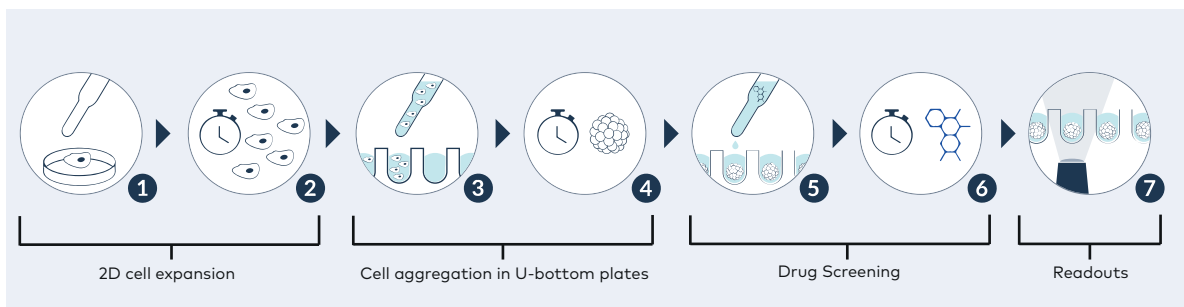 1
2
3
4
5
6
7
2D cell expansion
Cell aggregation in U-bottom plates
Drug Screening
Readouts